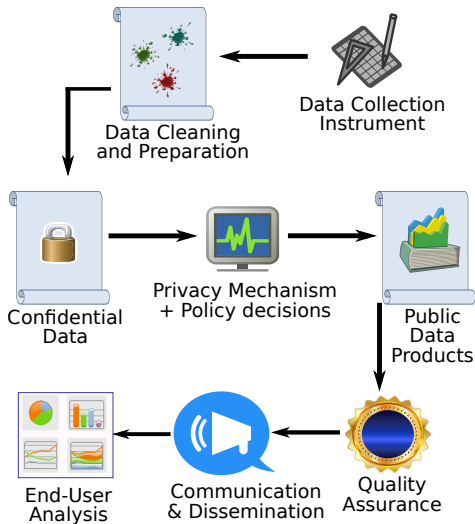 Data Collection
Instrument
Data Cleaning
and Preparation
Confidential
Data
Privacy Mechanism
+ Policy decisions
Public
Data
Products
Quality
Assurance
Communication
& Dissemination
End-User
Analysis